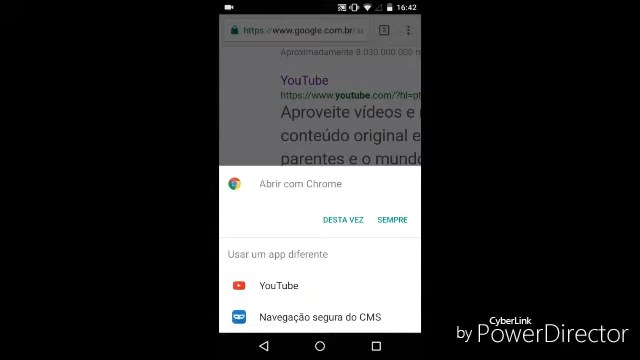 16:42
https://www.google.com.br/
Aproximadamente 8.030.000.000
YouTube
https://www.youtube.com/?hl=pt
Aproveite vídeos e
conteúdo original e
parentes e o mundo
Abrir com Chrome
DESTA VEZ SEMPRE
Usar um app diferente
YouTube
Navegação segura do CMS
CyberLink
by PowerDirector